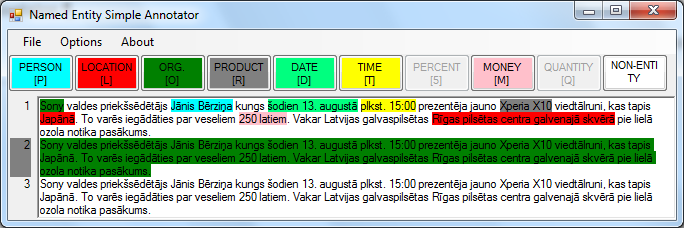 Named Entity Simple Annotator
File Options About
PERSON [P] LOCATION [L] ORG. [O] PRODUCT [R] DATE [D] TIME [T] PERCENT [5] MONEY [M] QUANTITY [Q] NON-ENTI TY
1 Sony valdes priekšsēdētājs Jānis Bērziņa kungs šodien 13. augustā plkst. 15:00 prezentēja jauno Xperia X10 viedtālruni, kas tapis
Japānā. To varēs iegādāties par veseliem 250 latiem. Vakar Latvijas galvaspilsētas Rīgas pilsētas centra galvenajā skvērā pie lielā
ozola notika pasākums.
2 Sony valdes priekšsēdētājs Jānis Bērziņa kungs šodien 13. augustā plkst. 15:00 prezentēja jauno Xperia X10 viedtālruni, kas tapis
Japānā. To varēs iegādāties par veseliem 250 latiem. Vakar Latvijas galvaspilsētas Rīgas pilsētas centra galvenajā skvērā pie lielā
ozola notika pasākums.
3 Sony valdes priekšsēdētājs Jānis Bērziņa kungs šodien 13. augustā plkst. 15:00 prezentēja jauno Xperia X10 viedtālruni, kas tapis
Japānā. To varēs iegādāties par veseliem 250 latiem. Vakar Latvijas galvaspilsētas Rīgas pilsētas centra galvenajā skvērā pie lielā
ozola notika pasākums.